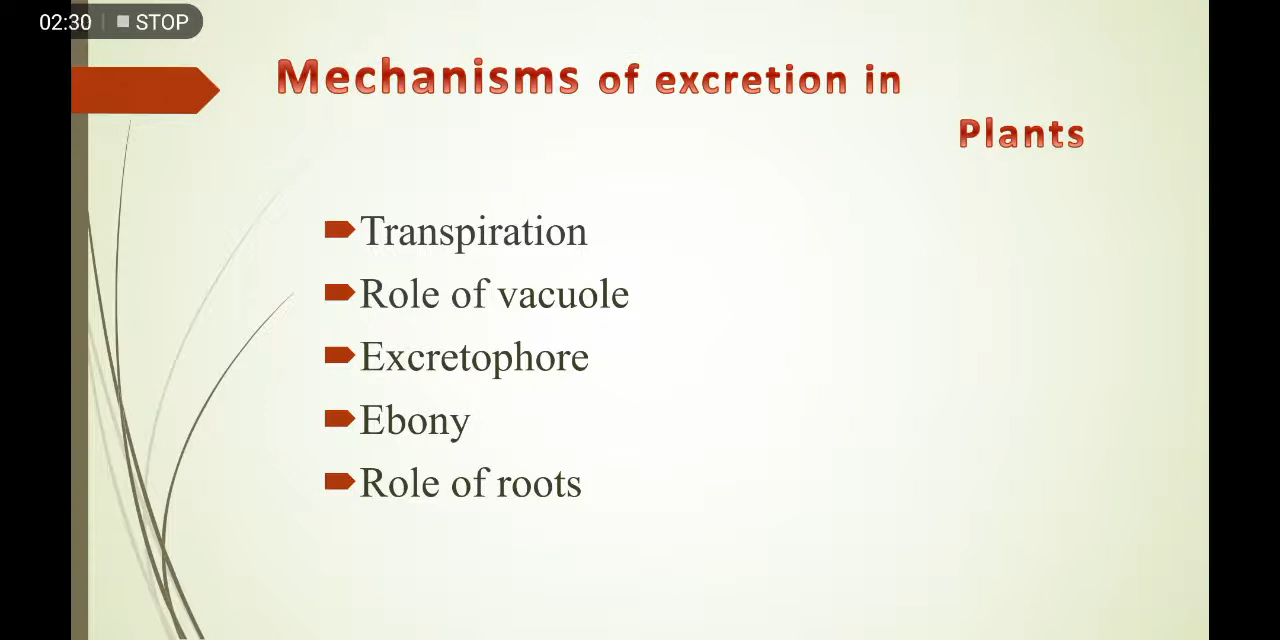 02:30 STOP
Mechanisms of excretion in
Plants
Transpiration
Role of vacuole
Excretophore
Ebony
Role of roots